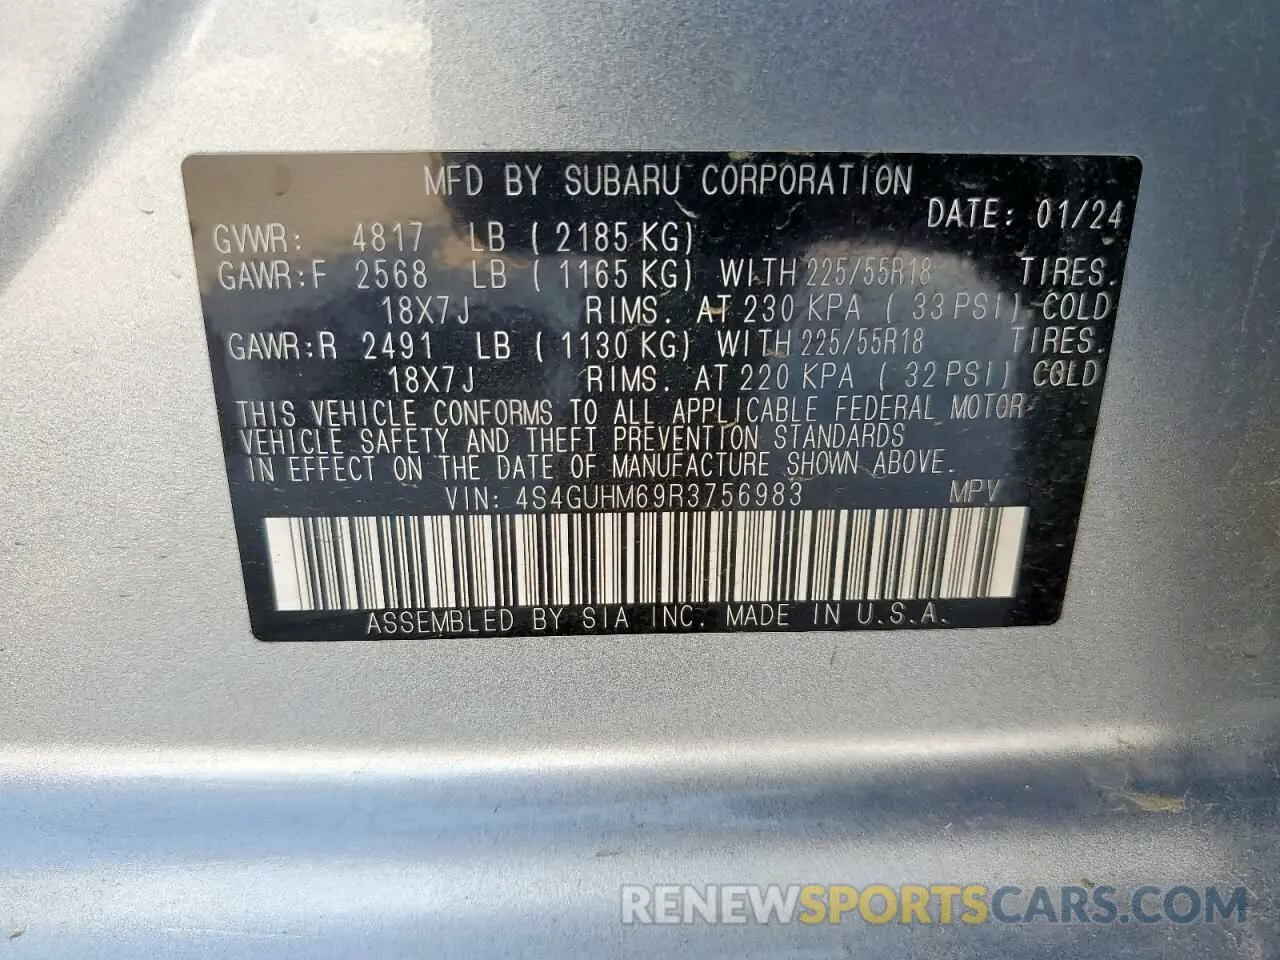 MFD BY SUBARU CORPORATION
DATE: 01/24
GVWR: 4817 LB ( 2185 KG)
GAWR:F 2568 LB ( 1165 KG) WITH 225/55R18 TIRES.
18X7J RIMS. AT 230 KPA ( 33 PSI) COLD
GAWR:R 2491 LB ( 1130 KG) WITH 225/55R18 TIRES.
18X7J RIMS. AT 220 KPA ( 32 PSI) COLD
THIS VEHICLE CONFORMS TO ALL APPLICABLE FEDERAL MOTOR
VEHICLE SAFETY AND THEFT PREVENTION STANDARDS
IN EFFECT ON THE DATE OF MANUFACTURE SHOWN ABOVE.
VIN: 4S4GUHM69R3756983 MPV
ASSEMBLED BY SIA INC. MADE IN U.S.A.
RENEWSPORTSCARS.COM